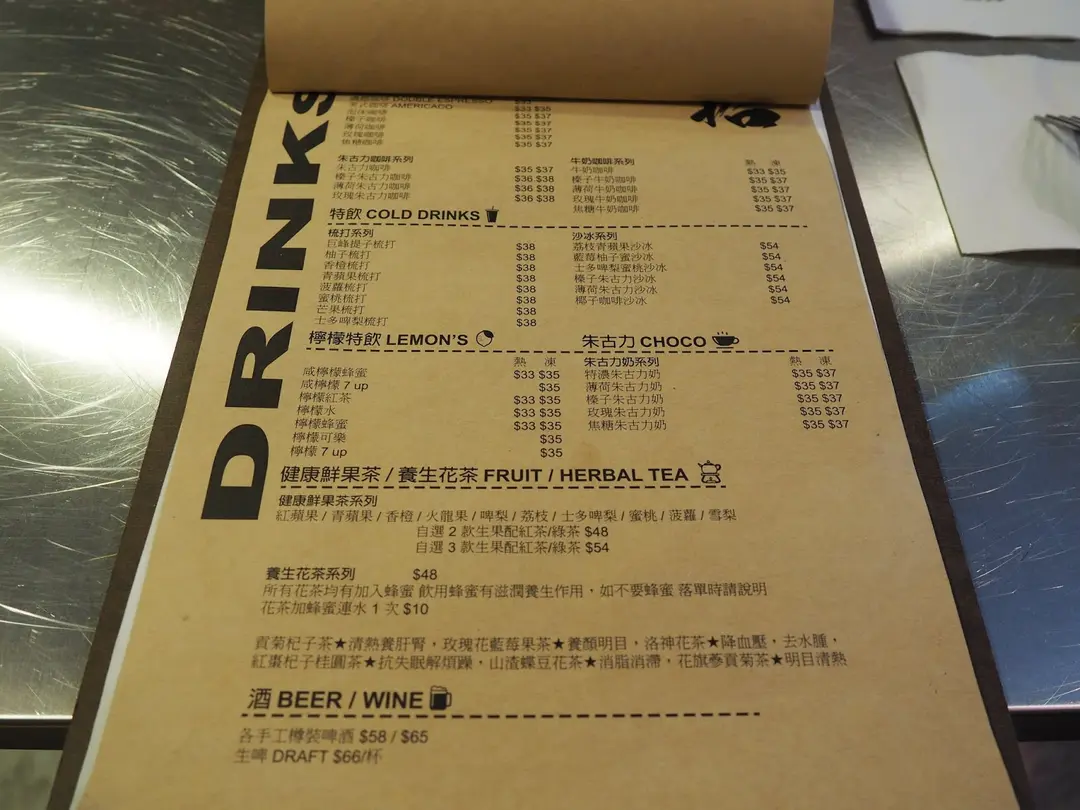 DRINKS
DOUBLE ESPRESSO $33
美式咖啡 AMERICADO $33 $35
泡沫咖啡 $35 $37
榛子咖啡 $35 $37
薄荷咖啡 $35 $37
玫瑰咖啡 $35 $37
焦糖咖啡 $35 $37
朱古力咖啡系列
朱古力咖啡 $35 $37
榛子朱古力咖啡 $36 $38
薄荷朱古力咖啡 $36 $38
玫瑰朱古力咖啡 $36 $38
牛奶咖啡系列 熱 凍
牛奶咖啡 $33 $35
榛子牛奶咖啡 $35 $37
薄荷牛奶咖啡 $35 $37
玫瑰牛奶咖啡 $35 $37
焦糖牛奶咖啡 $35 $37
特飲 COLD DRINKS
梳打系列
巨峰提子梳打 $38
柚子梳打 $38
香橙梳打 $38
青蘋果梳打 $38
菠蘿梳打 $38
蜜桃梳打 $38
芒果梳打 $38
士多啤梨梳打 $38
沙冰系列
荔枝青蘋果沙冰 $54
藍莓柚子蜜沙冰 $54
士多啤梨蜜桃沙冰 $54
榛子朱古力沙冰 $54
薄荷朱古力沙冰 $54
椰子咖啡沙冰 $54
檸檬特飲 LEMON'S
熱 凍
咸檸檬蜂蜜 $33 $35
咸檸檬 7 up $35
檸檬紅茶 $33 $35
檸檬水 $33 $35
檸檬蜂蜜 $33 $35
檸檬可樂 $35
檸檬 7 up $35
朱古力 CHOCO
朱古力奶系列 熱 凍
特濃朱古力奶 $35 $37
薄荷朱古力奶 $35 $37
榛子朱古力奶 $35 $37
玫瑰朱古力奶 $35 $37
焦糖朱古力奶 $35 $37
健康鮮果茶 / 養生花茶 FRUIT / HERBAL TEA
健康鮮果茶系列
紅蘋果 / 青蘋果 / 香橙 / 火龍果 / 啤梨 / 荔枝 / 士多啤梨 / 蜜桃 / 菠蘿 / 雪梨
自選 2 款生果配紅茶/綠茶 $48
自選 3 款生果配紅茶/綠茶 $54
養生花茶系列 $48
所有花茶均有加入蜂蜜 飲用蜂蜜有滋潤養生作用，如不要蜂蜜 落單時請說明
花茶加蜂蜜連水 1 次 $10
貢菊杞子茶★清熱養肝腎，玫瑰花藍莓果茶★養顏明目，洛神花茶★降血壓，去水腫，
紅棗杞子桂圓茶★抗失眠解煩躁，山渣蝶豆花茶★消脂消滯，花旗蔘貢菊茶★明目清熱
酒 BEER / WINE
各手工樽裝啤酒 $58 / $65
生啤 DRAFT $66/杯